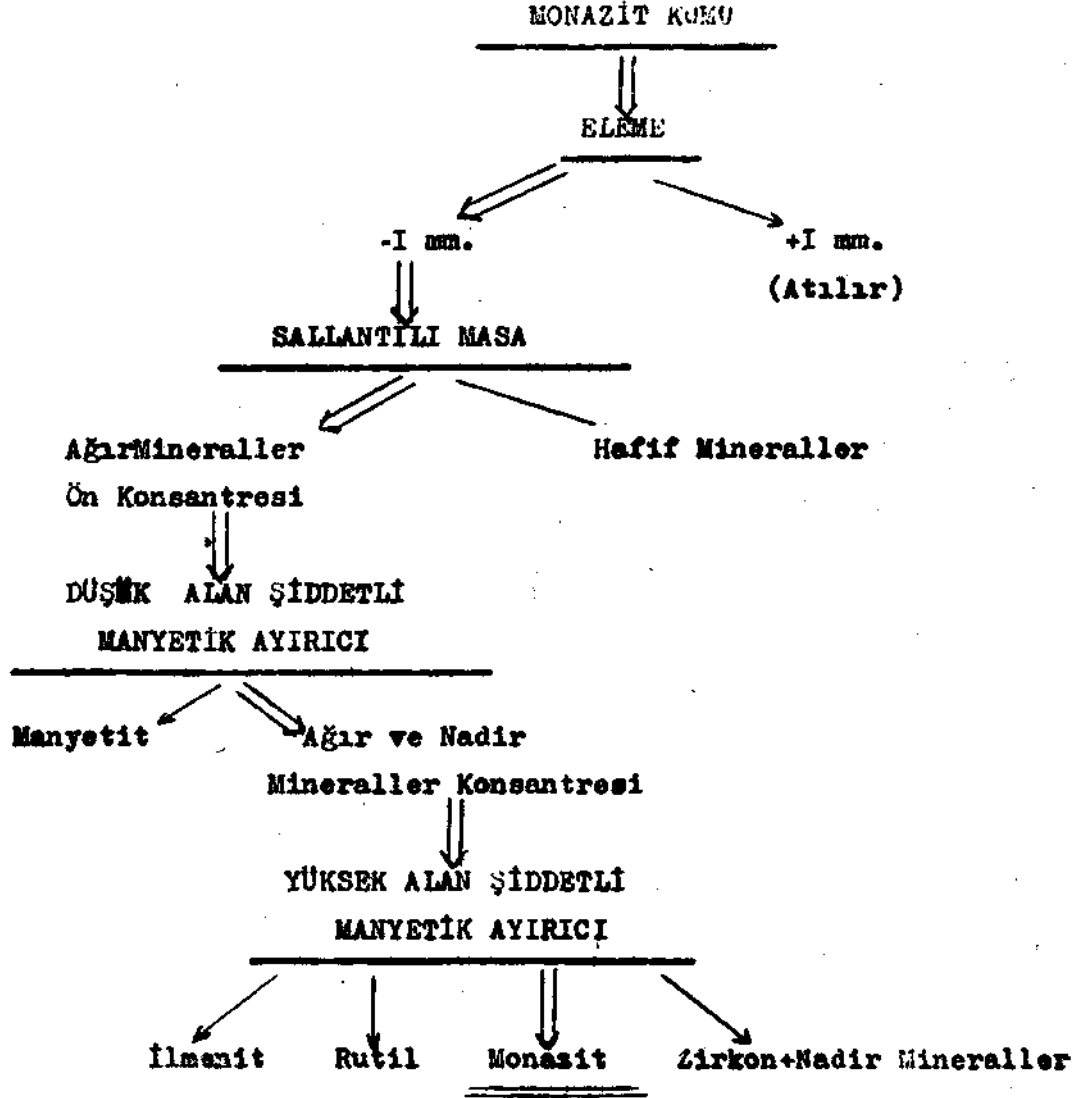 MONAZİT KUMU
ELEME
-I mm.
+I mm.
(Atılır)
SALLANTILI MASA
AğırMineraller
Hafif Mineraller
Ön Konsantresi
DÜŞÜK ALAN ŞİDDETLİ
MANYETİK AYIRICI
Manyetit
Ağır ve Nadir
Mineraller Konsantresi
YÜKSEK ALAN ŞİDDETLİ
MANYETİK AYIRICI
İlmenit Rutil Monazit Zirkon+Nadir Mineraller